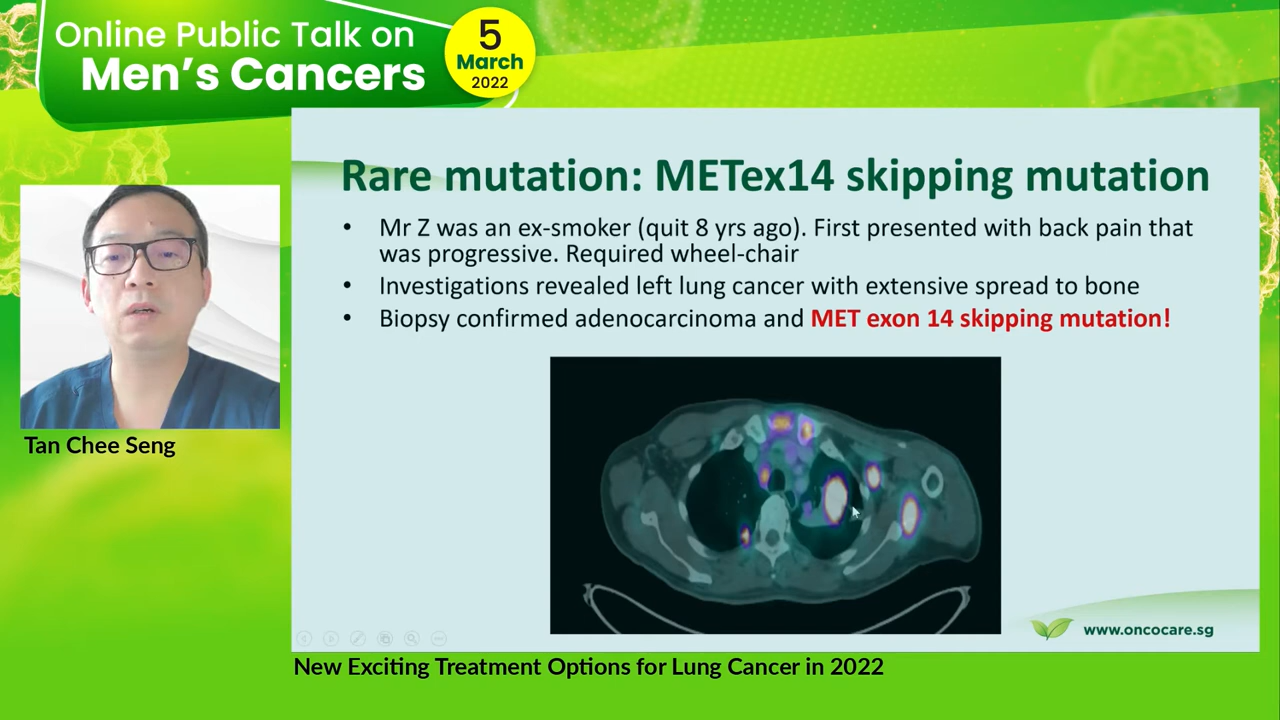 Online Public Talk on
Men's Cancers
5
March
2022
Rare mutation: METex14 skipping mutation
• Mr Z was an ex-smoker (quit 8 yrs ago). First presented with back pain that
was progressive. Required wheel-chair
• Investigations revealed left lung cancer with extensive spread to bone
• Biopsy confirmed adenocarcinoma and MET exon 14 skipping mutation!
Tan Chee Seng
www.oncocare.sg
New Exciting Treatment Options for Lung Cancer in 2022